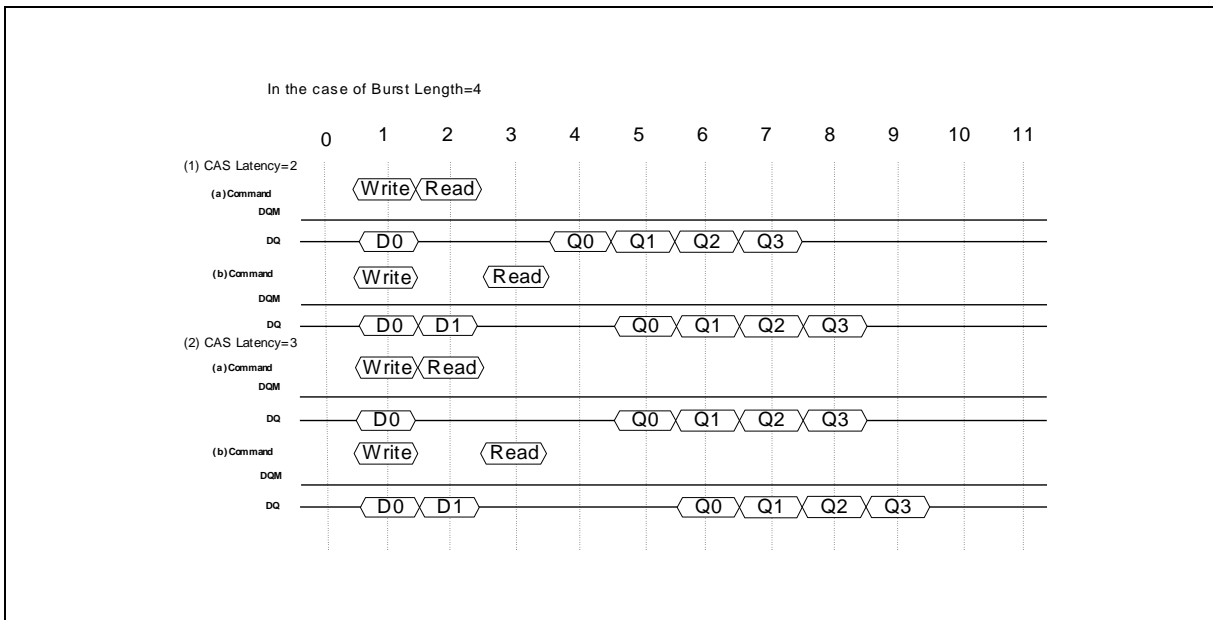 In the case of Burst Length=4
0 1 2 3 4 5 6 7 8 9 10 11
(1) CAS Latency=2
(a)Command Write Read
DQM
DQ D0 Q0 Q1 Q2 Q3
(b)Command Write Read
DQM
DQ D0 D1 Q0 Q1 Q2 Q3
(2) CAS Latency=3
(a)Command Write Read
DQM
DQ D0 Q0 Q1 Q2 Q3
(b)Command Write Read
DQM
DQ D0 D1 Q0 Q1 Q2 Q3